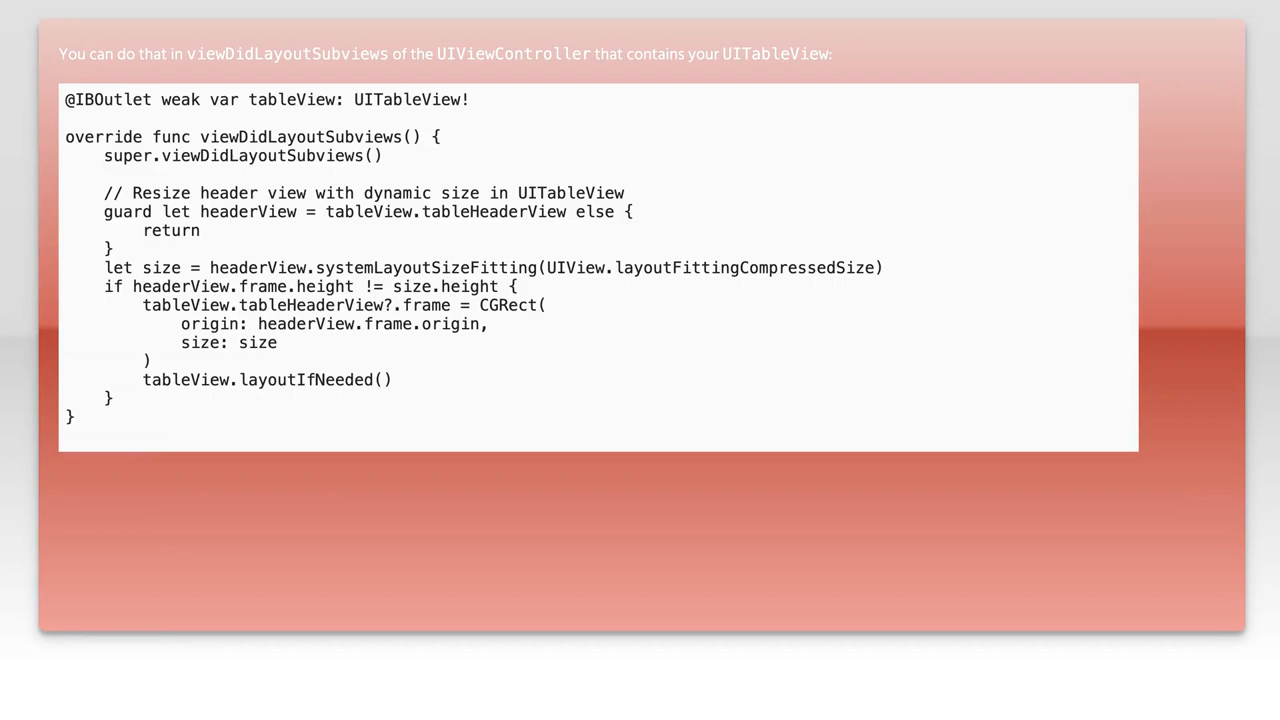 You can do that in viewDidLayoutSubviews of the UIViewController that contains your UITableView:
@IBOutlet weak var tableView: UITableView!
override func viewDidLayoutSubviews() {
    super.viewDidLayoutSubviews()
    // Resize header view with dynamic size in UITableView
    guard let headerView = tableView.tableHeaderView else {
        return
    }
    let size = headerView.systemLayoutSizeFitting(UIView.layoutFittingCompressedSize)
    if headerView.frame.height != size.height {
        tableView.tableHeaderView?.frame = CGRect(
            origin: headerView.frame.origin,
            size: size
        )
        tableView.layoutIfNeeded()
    }
}